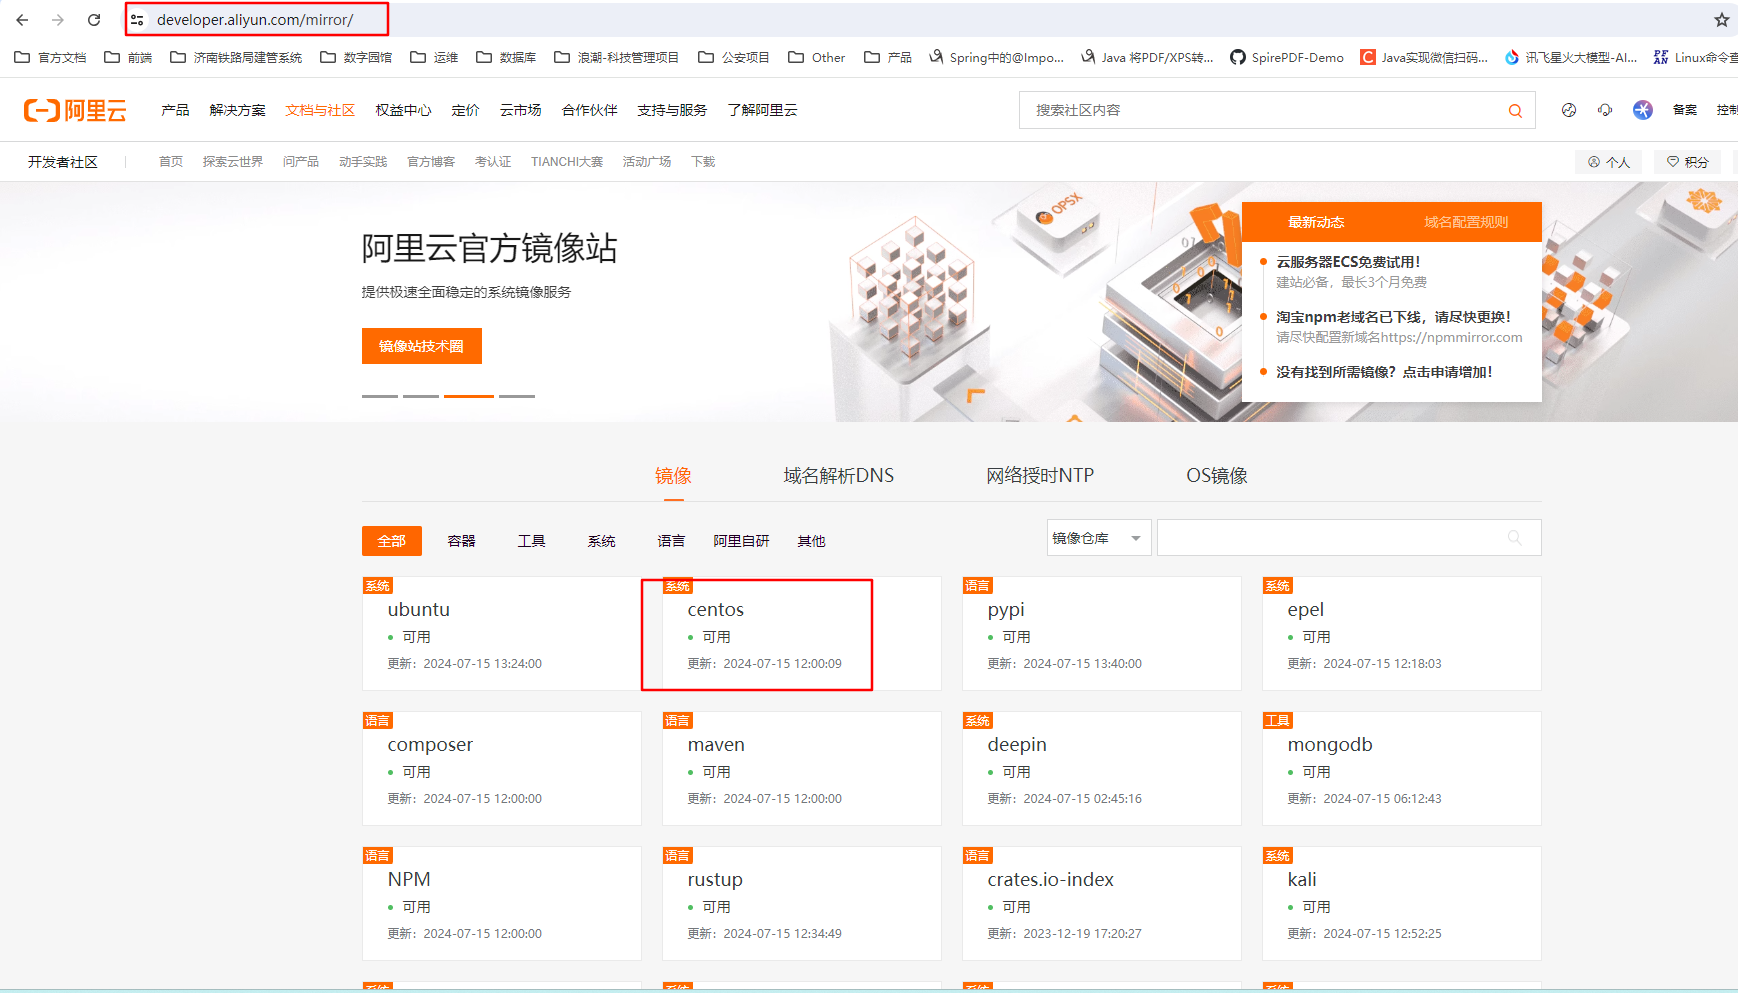 developer.aliyun.com/mirror/
官方文档 前端 济南铁路局建管系统 数字园馆 运维 数据库 浪潮-科技管理项目 公安项目 Other 产品 Spring中的@Impo... Java 将PDF/XPS转... SpirePDF-Demo Java实现微信扫码... 讯飞星火大模型-AI... Linux命令查
阿里云 产品 解决方案 文档与社区 权益中心 定价 云市场 合作伙伴 支持与服务 了解阿里云 搜索社区内容 备案 控制
开发者社区 首页 探索云世界 问产品 动手实践 官方博客 考认证 TIANCHI大赛 活动广场 下载 个人 积分
OPSX
阿里云官方镜像站
提供极速全面稳定的系统镜像服务
镜像站技术圈
最新动态 域名配置规则
云服务器ECS免费试用！
建站必备，最长3个月免费
淘宝npm老域名已下线，请尽快更换！
请尽快配置新域名https://npmmirror.com
没有找到所需镜像？点击申请增加！
镜像 域名解析DNS 网络授时NTP OS镜像
全部 容器 工具 系统 语言 阿里自研 其他 镜像仓库
系统 系统 语言 系统
ubuntu centos pypi epel
可用 可用 可用 可用
更新：2024-07-15 13:24:00 更新：2024-07-15 12:00:09 更新：2024-07-15 13:40:00 更新：2024-07-15 12:18:03
语言 语言 系统 工具
composer maven deepin mongodb
可用 可用 可用 可用
更新：2024-07-15 12:00:00 更新：2024-07-15 12:00:00 更新：2024-07-15 02:45:16 更新：2024-07-15 06:12:43
语言 语言 语言 系统
NPM rustup crates.io-index kali
可用 可用 可用 可用
更新：2024-07-15 12:00:00 更新：2024-07-15 12:34:49 更新：2023-12-19 17:20:27 更新：2024-07-15 12:52:25
系统 系统 系统 系统